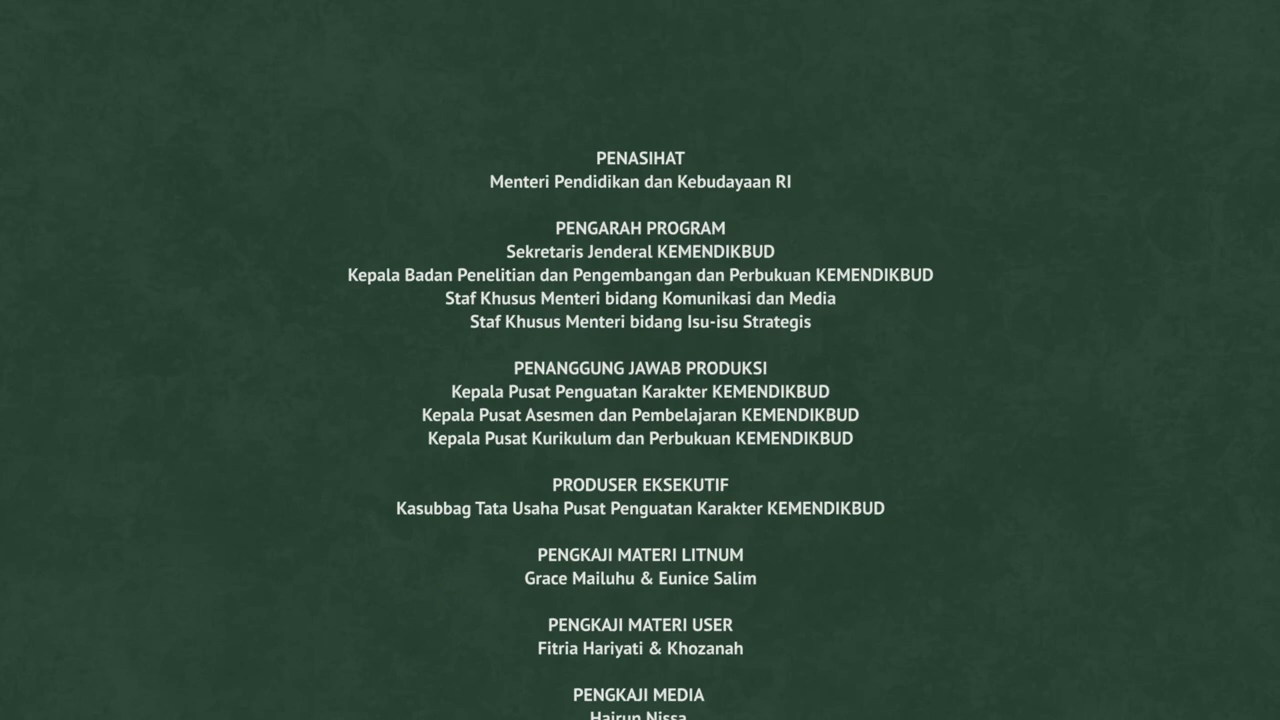 PENASIHAT
Menteri Pendidikan dan Kebudayaan RI
PENGARAH PROGRAM
Sekretaris Jenderal KEMENDIKBUD
Kepala Badan Penelitian dan Pengembangan dan Perbukuan KEMENDIKBUD
Staf Khusus Menteri bidang Komunikasi dan Media
Staf Khusus Menteri bidang Isu-isu Strategis
PENANGGUNG JAWAB PRODUKSI
Kepala Pusat Penguatan Karakter KEMENDIKBUD
Kepala Pusat Asesmen dan Pembelajaran KEMENDIKBUD
Kepala Pusat Kurikulum dan Perbukuan KEMENDIKBUD
PRODUSER EKSEKUTIF
Kasubbag Tata Usaha Pusat Penguatan Karakter KEMENDIKBUD
PENGKAJI MATERI LITNUM
Grace Mailuhu & Eunice Salim
PENGKAJI MATERI USER
Fitria Hariyati & Khozanah
PENGKAJI MEDIA
Hairun Nissa